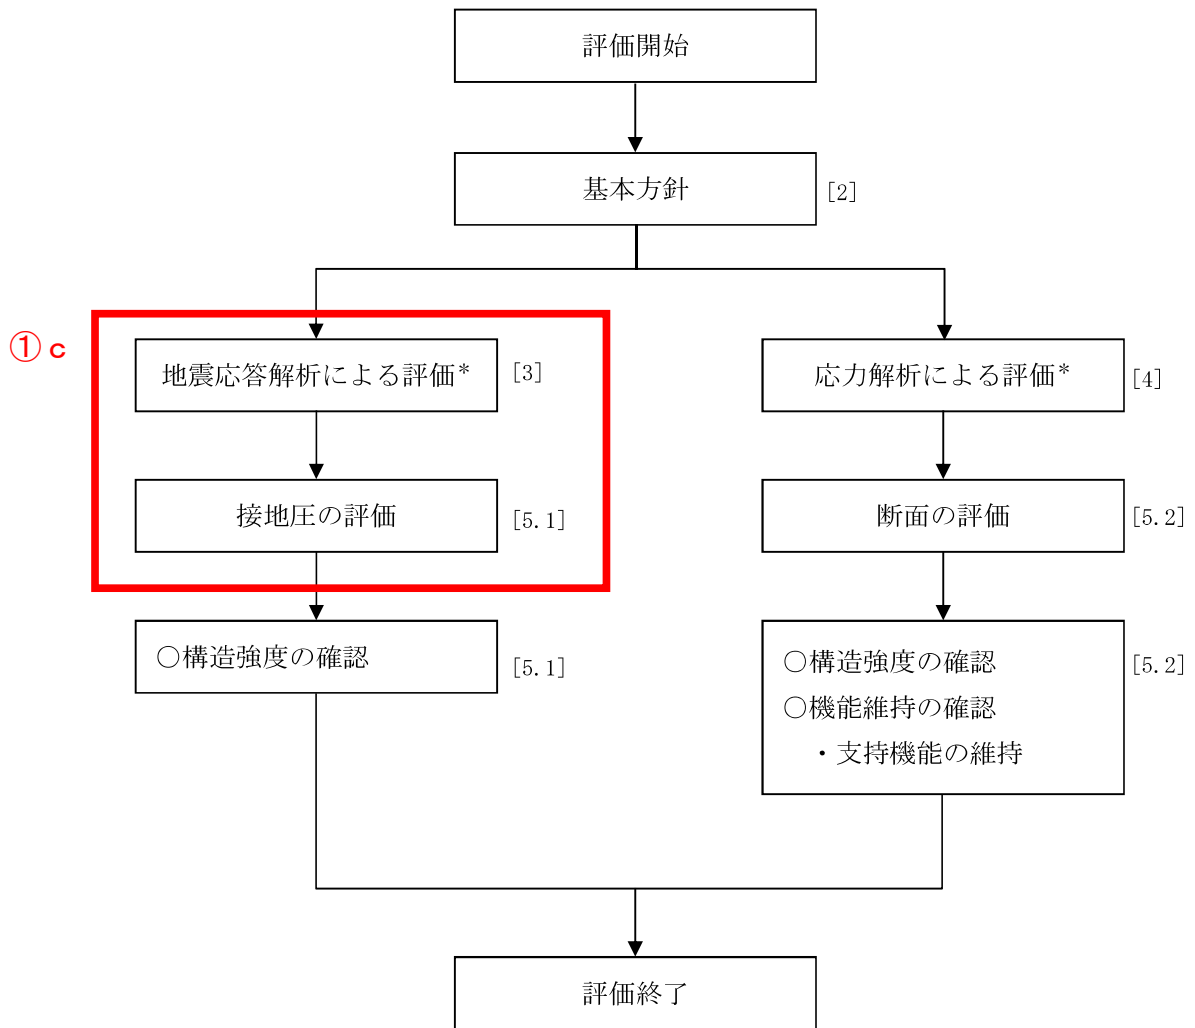 評価開始
基本方針
[2]
①c
地震応答解析による評価*
[3]
接地圧の評価
[5.1]
○構造強度の確認
[5.1]
応力解析による評価*
[4]
断面の評価
[5.2]
○構造強度の確認
○機能維持の確認
・支持機能の維持
[5.2]
評価終了